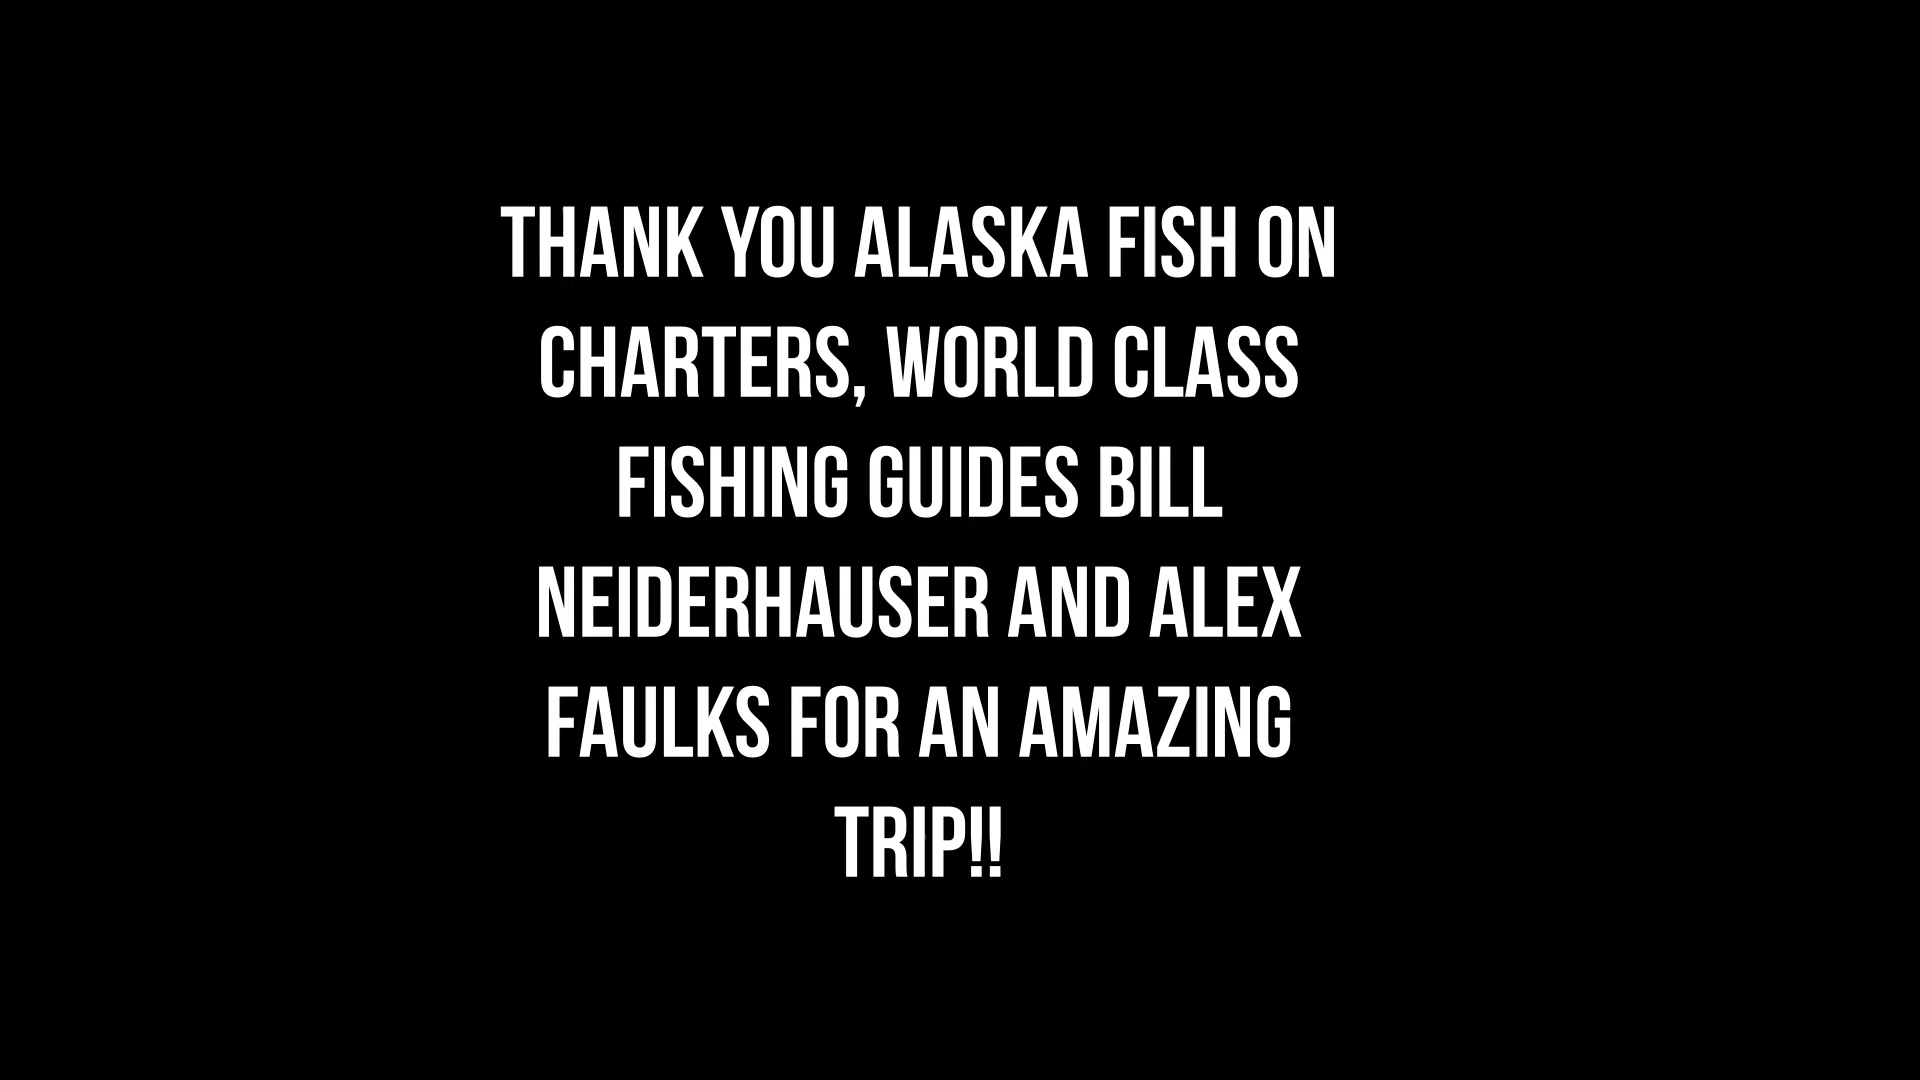 THANK YOU ALASKA FISH ON
CHARTERS, WORLD CLASS
FISHING GUIDES BILL
NEIDERHAUSER AND ALEX
FAULKS FOR AN AMAZING
TRIP!!